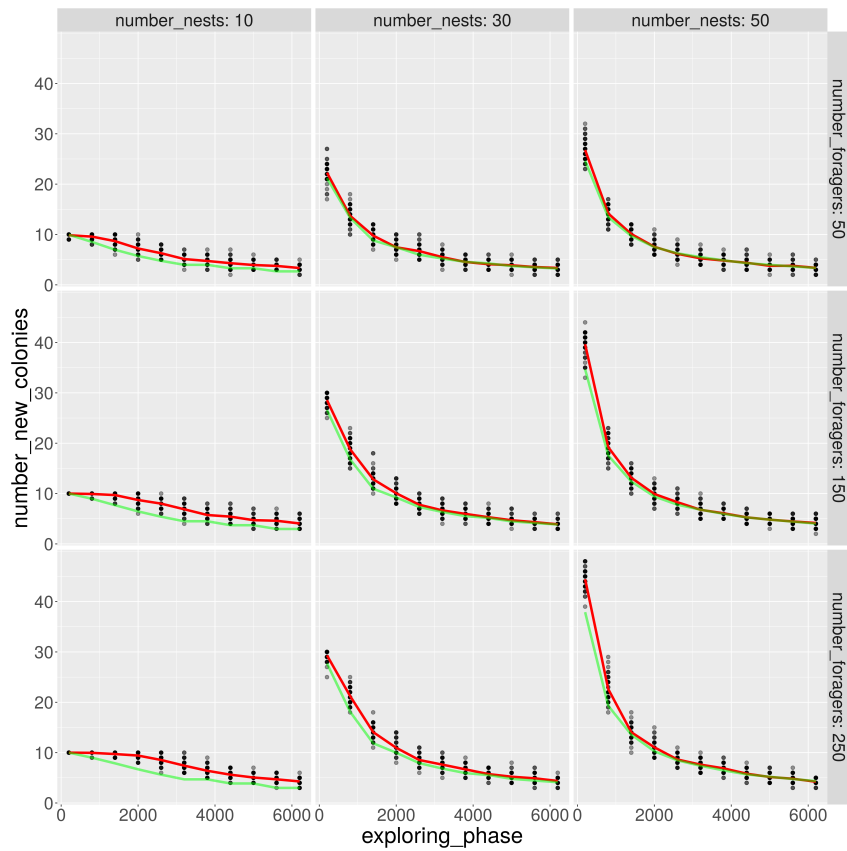 number_nests: 10
number_nests: 30
number_nests: 50
number_new_colonies
40
30
20
10
0
number_foragers: 50
40
30
20
10
0
number_foragers: 150
40
30
20
10
0
number_foragers: 250
0 2000 4000 6000
0 2000 4000 6000
0 2000 4000 6000
exploring_phase